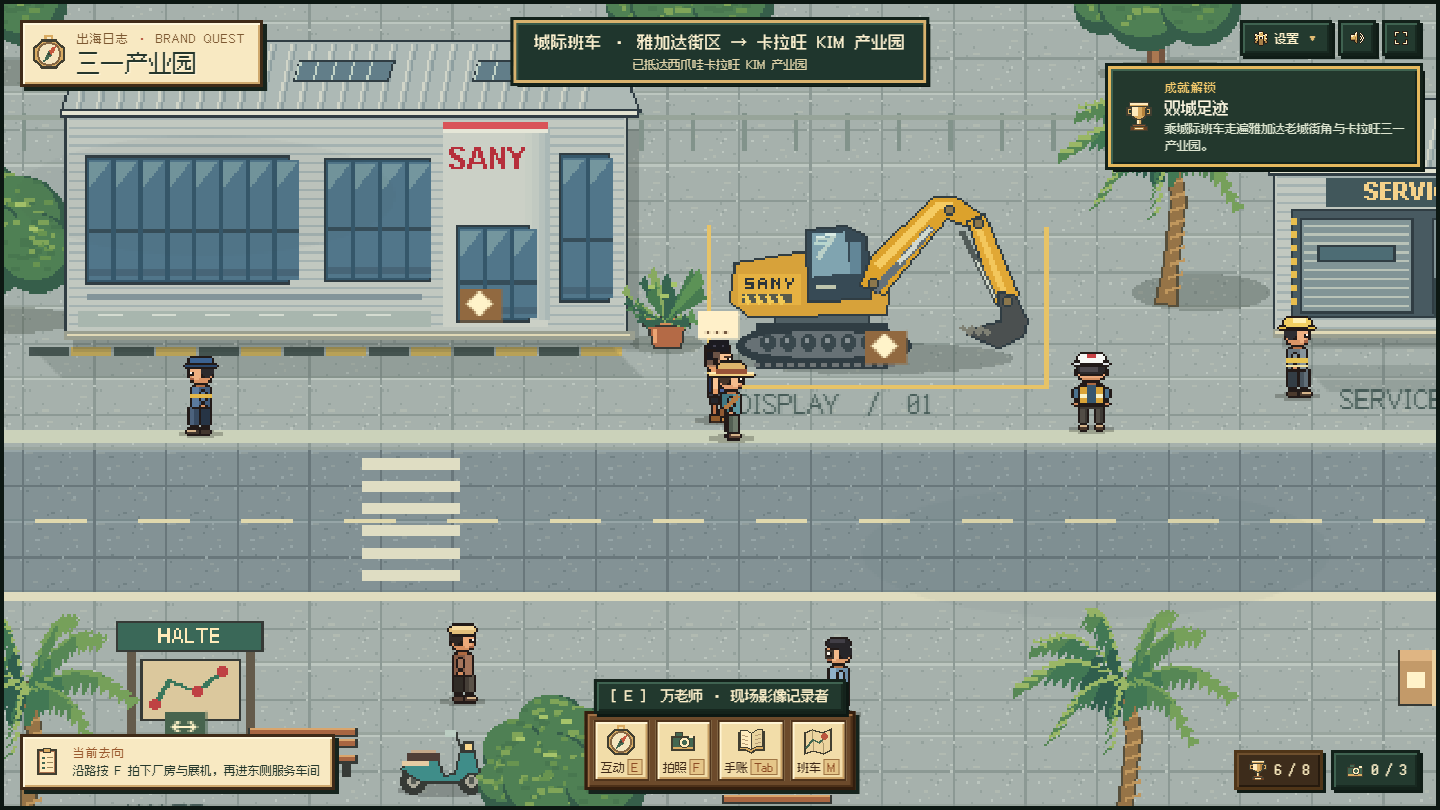 出海日志 · BRAND QUEST
三一产业园
城际班车 · 雅加达街区 → 卡拉旺 KIM 产业园
已抵达西爪哇卡拉旺 KIM 产业园
设置 ▼
成就解锁
双城足迹
乘城际班车走遍雅加达老城街角与卡拉旺三一
产业园。
SANY
SANY
SERVI
...
DISPLAY / 01
SERVICE
HALTE
当前去向
沿路按 F 拍下厂房与展机，再进东侧服务车间
[ E ] 万老师 · 现场影像记录者
互动 E
拍照 F
手账 Tab
班车 M
6 / 8
0 / 3